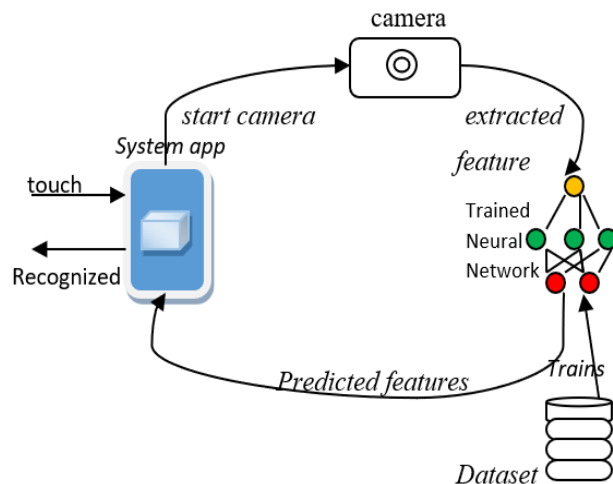 camera
start camera
extracted
System app
feature
touch
Trained
Neural
Recognized
Network
Trains
Predicted features
Dataset